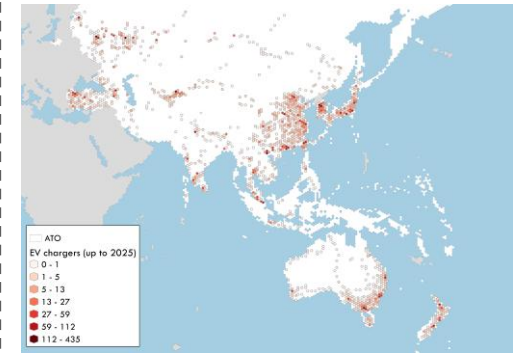 ATO
EV chargers (up to 2025)
0 - 1
1 - 5
5 - 13
13 - 27
27 - 59
59 - 112
112 - 435